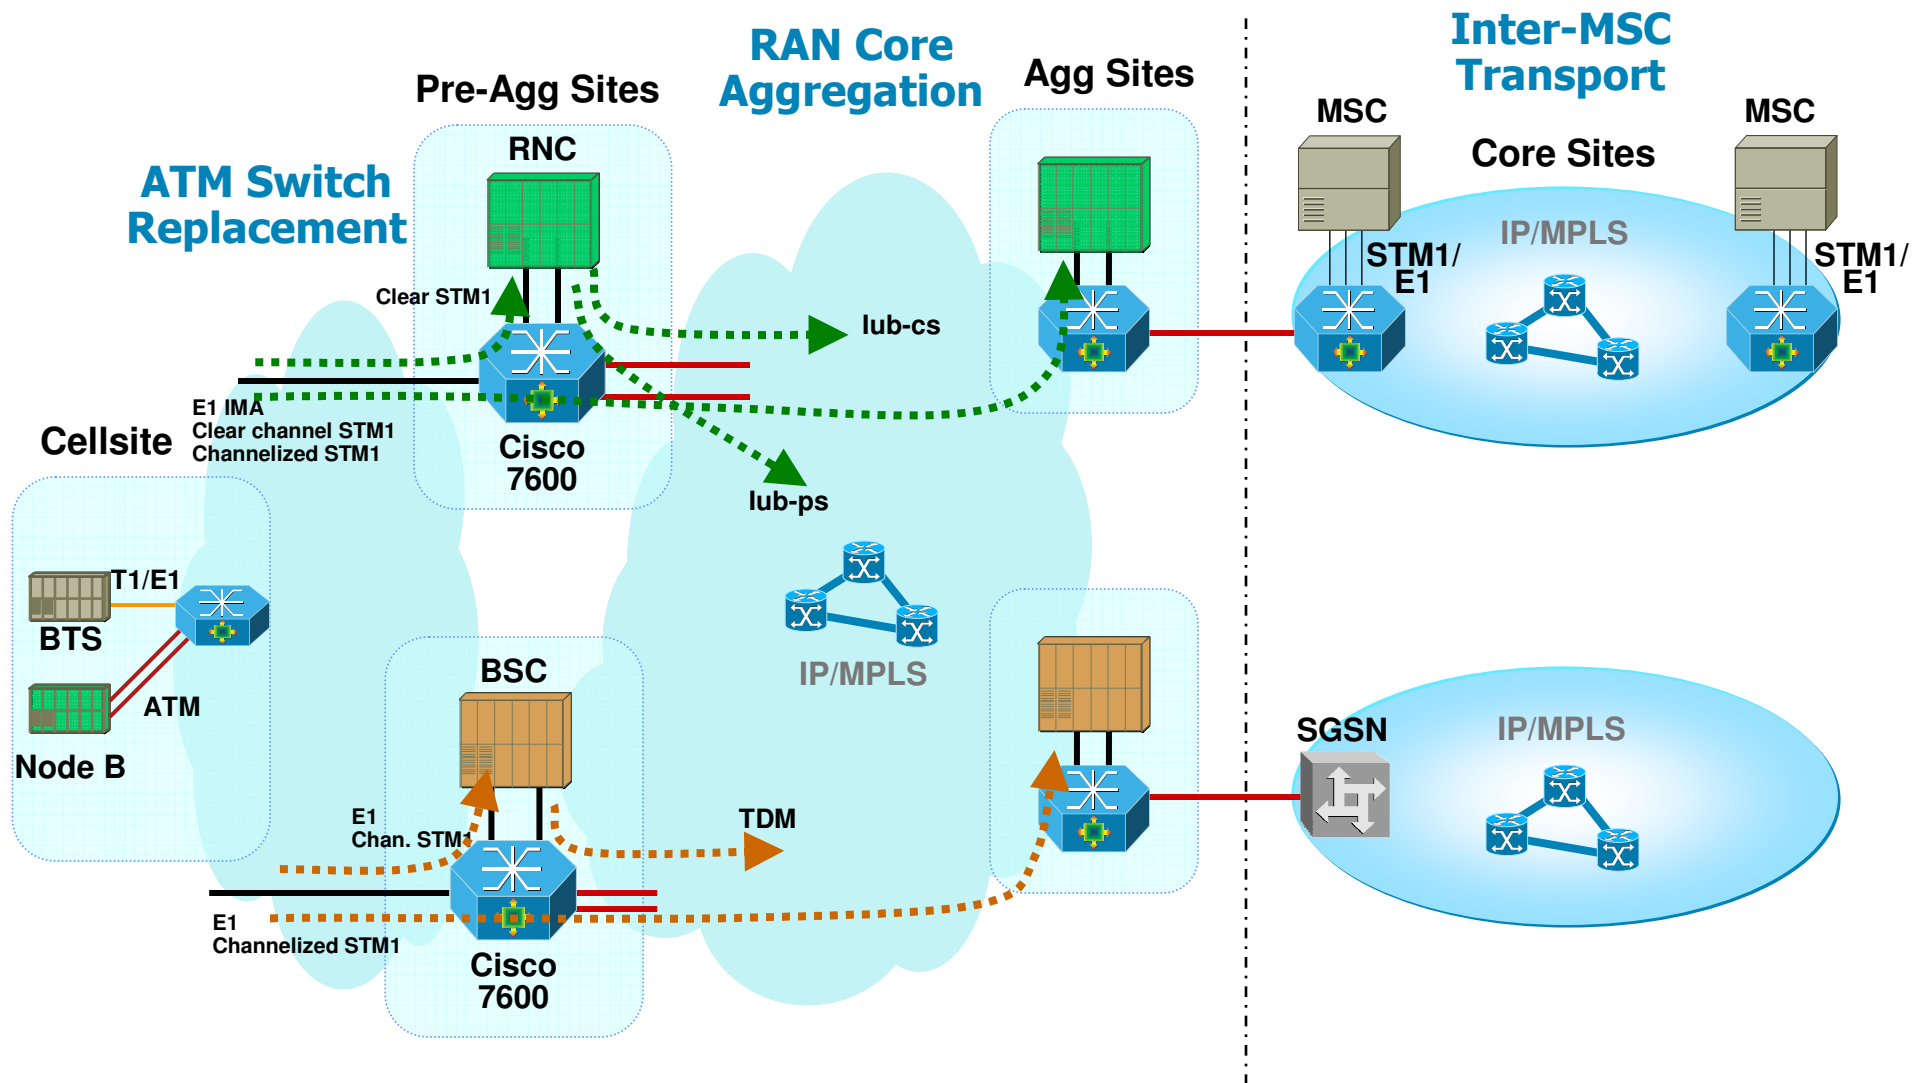 Inter-MSC
Transport
RAN Core
Aggregation
Agg Sites
Pre-Agg Sites
MSC
MSC
RNC
Core Sites
ATM Switch
Replacement
IP/MPLS
STM1/
E1
STM1/
E1
Clear STM1
Iub-cs
E1 IMA
Clear channel STM1
Channelized STM1
Cellsite
Cisco
7600
Iub-ps
T1/E1
BTS
BSC
IP/MPLS
ATM
Node B
SGSN
IP/MPLS
E1
Chan. STM1
TDM
E1
Channelized STM1
Cisco
7600